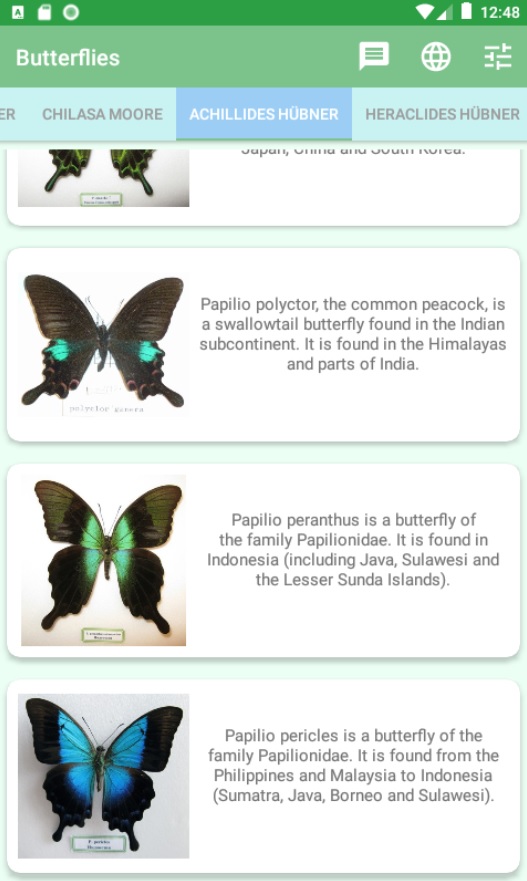 12:48
Butterflies
ER CHILASA MOORE ACHILLIDES HÜBNER HERACLIDES HÜBNER
Japan, China and South Korea.
Papilio polyctor, the common peacock, is
a swallowtail butterfly found in the Indian
subcontinent. It is found in the Himalayas
and parts of India.
polyctor ganesa
Papilio peranthus is a butterfly of
the family Papilionidae. It is found in
Indonesia (including Java, Sulawesi and
the Lesser Sunda Islands).
Papilio pericles is a butterfly of the
family Papilionidae. It is found from the
Philippines and Malaysia to Indonesia
(Sumatra, Java, Borneo and Sulawesi).